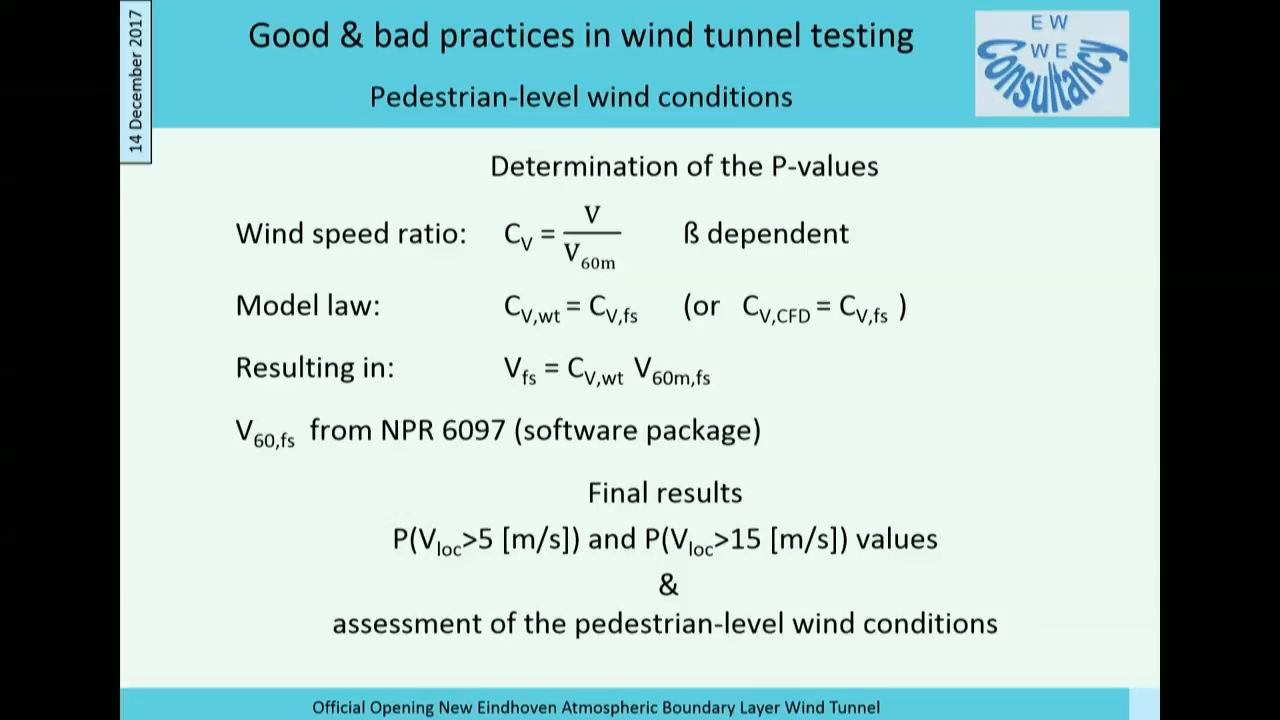 14 December 2017
Good & bad practices in wind tunnel testing
Pedestrian-level wind conditions
EW
WE
Consultancy
Determination of the P-values
Wind speed ratio: C_V = V / V_60m ß dependent
Model law: C_V,wt = C_V,fs (or C_V,CFD = C_V,fs )
Resulting in: V_fs = C_V,wt V_60m,fs
V_60,fs from NPR 6097 (software package)
Final results
P(V_loc>5 [m/s]) and P(V_loc>15 [m/s]) values
&
assessment of the pedestrian-level wind conditions
Official Opening New Eindhoven Atmospheric Boundary Layer Wind Tunnel